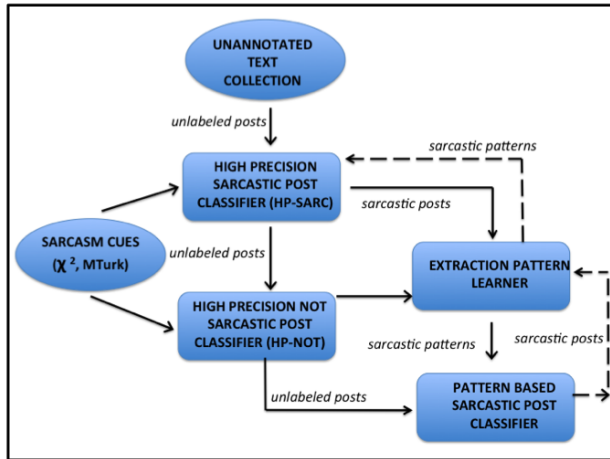 UNANNOTATED
TEXT
COLLECTION
unlabeled posts
sarcastic patterns
HIGH PRECISION
SARCASTIC POST
CLASSIFIER (HP-SARC)
sarcastic posts
SARCASM CUES
(χ², MTurk)
unlabeled posts
EXTRACTION PATTERN
LEARNER
HIGH PRECISION NOT
SARCASTIC POST
CLASSIFIER (HP-NOT)
sarcastic patterns
sarcastic posts
unlabeled posts
PATTERN BASED
SARCASTIC POST
CLASSIFIER